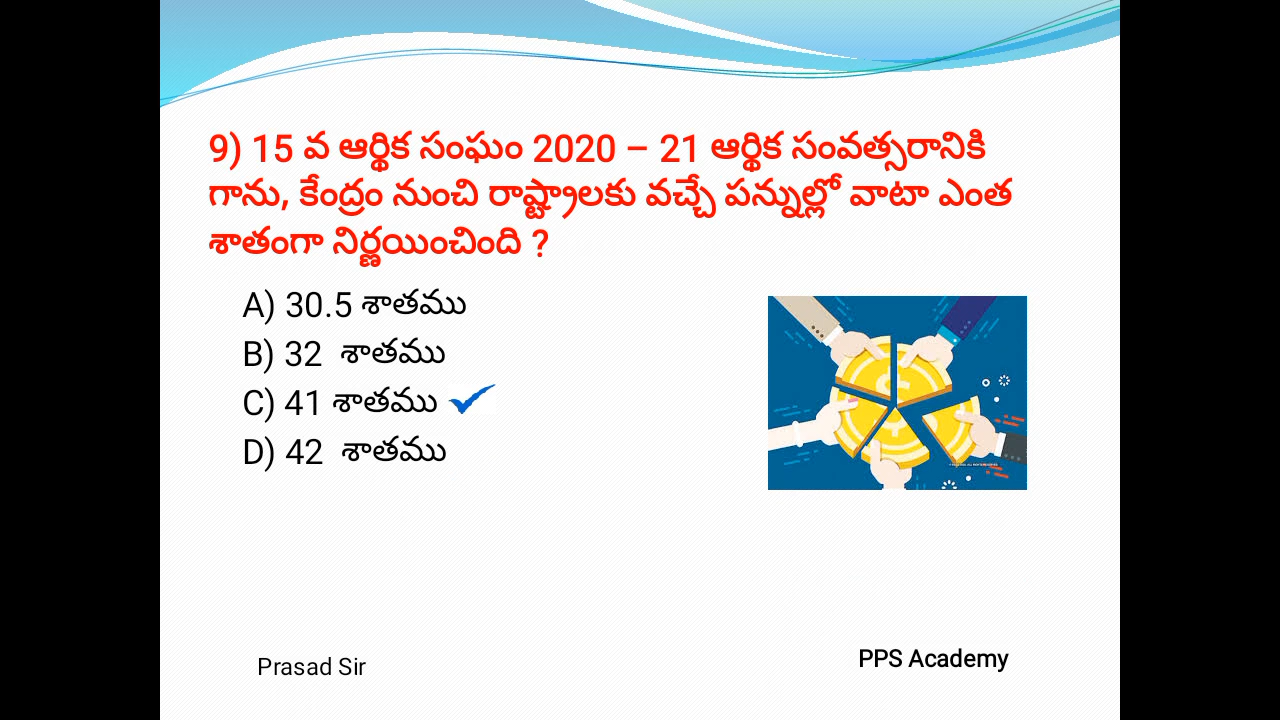 9) 15 వ ఆర్థిక సంఘం 2020 – 21 ఆర్థిక సంవత్సరానికి
గాను, కేంద్రం నుంచి రాష్ట్రాలకు వచ్చే పన్నుల్లో వాటా ఎంత
శాతంగా నిర్ణయించింది ?
A) 30.5 శాతము
B) 32 శాతము
C) 41 శాతము
D) 42 శాతము
Prasad Sir
PPS Academy